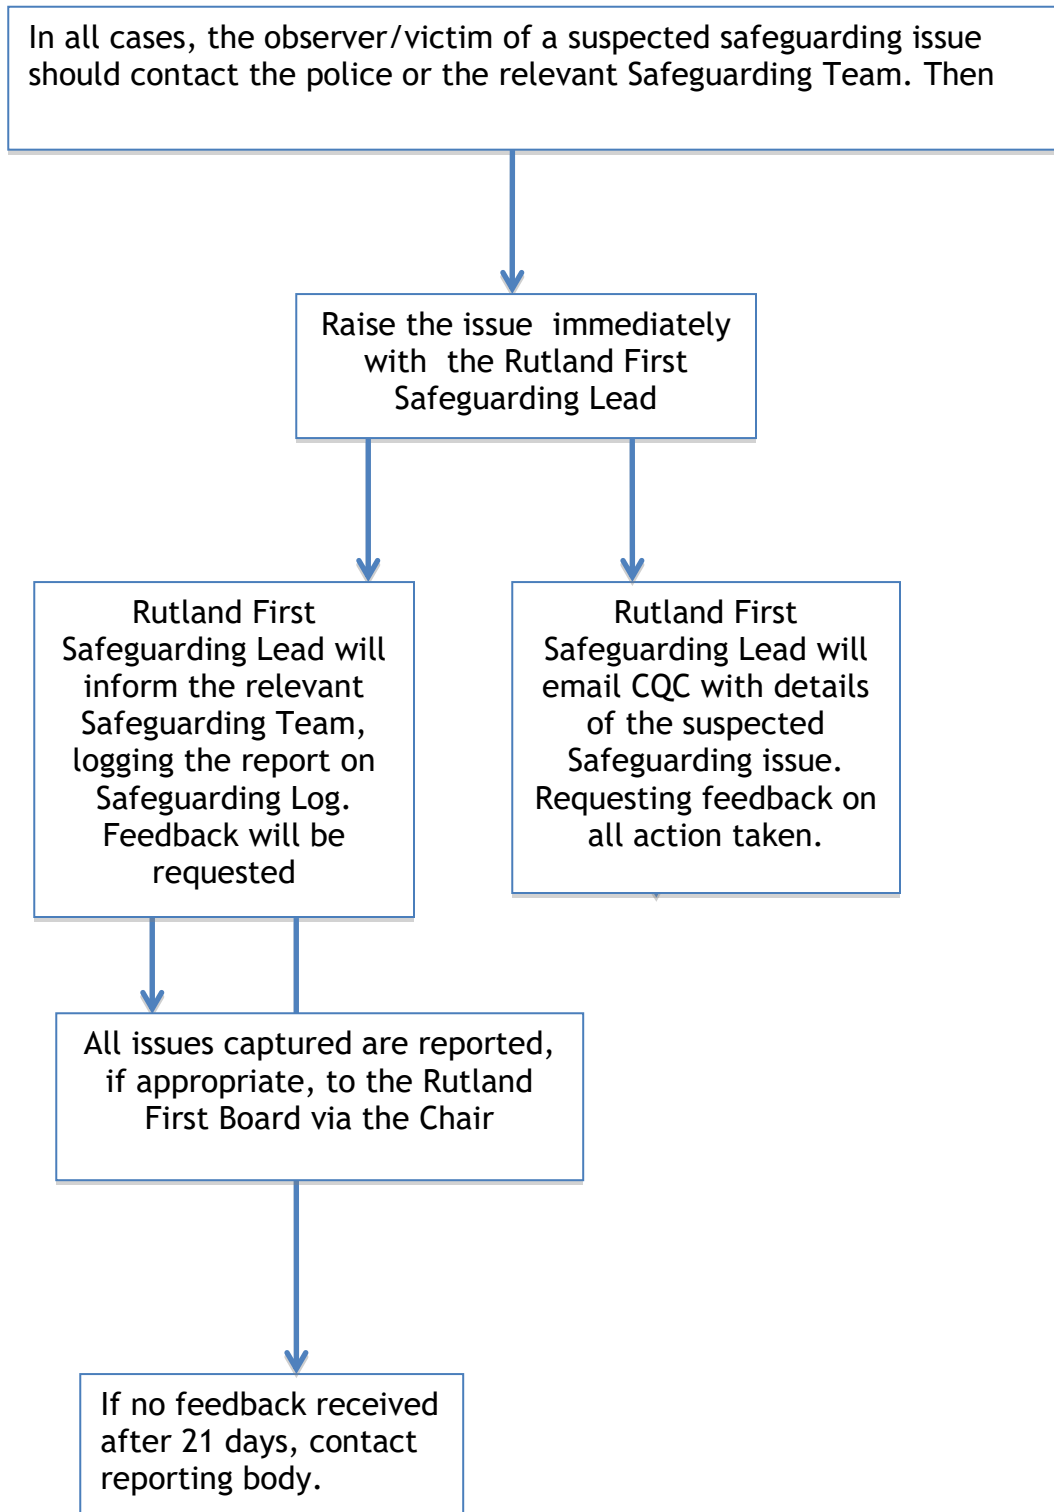 In all cases, the observer/victim of a suspected safeguarding issue
should contact the police or the relevant Safeguarding Team. Then
Raise the issue  immediately
with  the Rutland First
Safeguarding Lead
Rutland First
Safeguarding Lead will
inform the relevant
Safeguarding Team,
logging the report on
Safeguarding Log.
Feedback will be
requested
Rutland First
Safeguarding Lead will
email CQC with details
of the suspected
Safeguarding issue.
Requesting feedback on
all action taken.
All issues captured are reported,
if appropriate, to the Rutland
First Board via the Chair
If no feedback received
after 21 days, contact
reporting body.